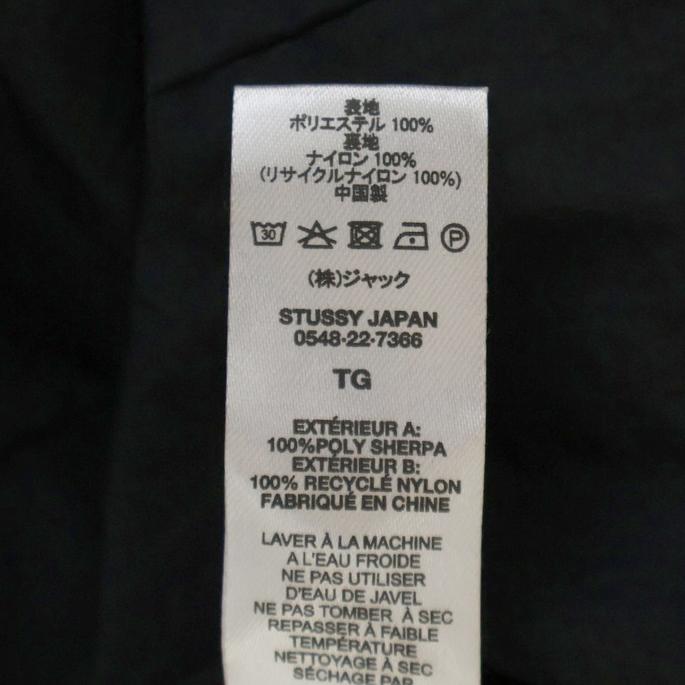 表地
ポリエステル 100%
裏地
ナイロン 100%
(リサイクルナイロン 100%)
中国製
30 P
(株)ジャック
STUSSY JAPAN
0548-22-7366
TG
EXTÉRIEUR A:
100%POLY SHERPA
EXTÉRIEUR B:
100% RECYCLÉ NYLON
FABRIQUÉ EN CHINE
LAVER À LA MACHINE
A L'EAU FROIDE
NE PAS UTILISER
D'EAU DE JAVEL
NE PAS TOMBER À SEC
REPASSER À FAIBLE
TEMPÉRATURE
NETTOYAGE À SEC
SÉCHAGE PAR